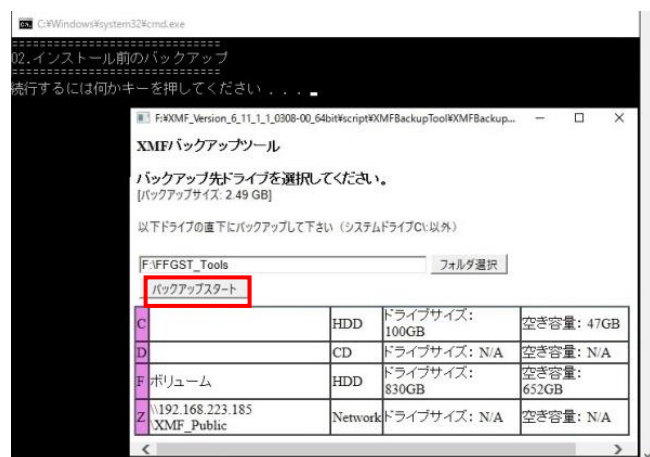 C:¥Windows¥system32¥cmd.exe
==============================
02.インストール前のバックアップ
==============================
続行するには何かキーを押してください . . . _
F:¥XMF_Version_6_11_1_1_0308-00_64bit¥script¥XMFBackupTool¥XMFBackup...
XMFバックアップツール
バックアップ先ドライブを選択してください。
[バックアップサイズ: 2.49 GB]
以下ドライブの直下にバックアップして下さい（システムドライブC\:以外）
F:\FFGST_Tools フォルダ選択
バックアップスタート
C HDD ドライブサイズ: 100GB 空き容量: 47GB
D CD ドライブサイズ: N/A 空き容量: N/A
F ボリューム HDD ドライブサイズ: 830GB 空き容量: 652GB
Z \\192.168.223.185\XMF_Public Network ドライブサイズ: N/A 空き容量: N/A